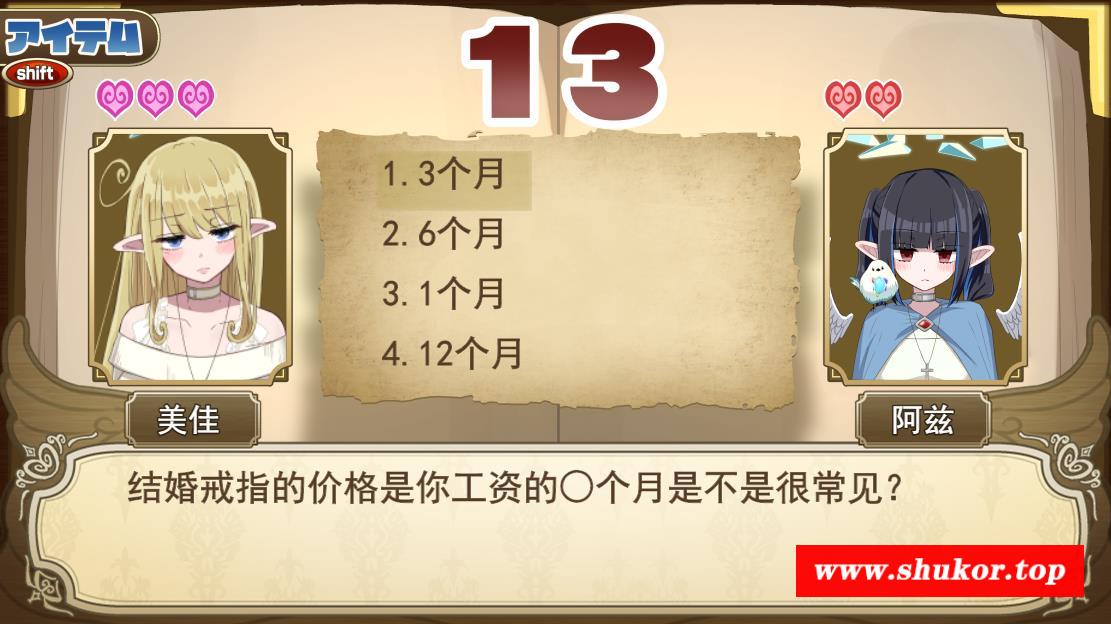 アイテム
shift
13
1.3个月
2.6个月
3.1个月
4.12个月
美佳
阿兹
结婚戒指的价格是你工资的〇个月是不是很常见?
www.shukor.top